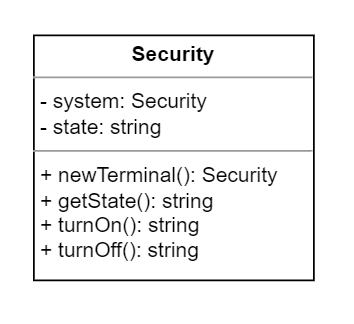 Security
- system: Security
- state: string
+ newTerminal(): Security
+ getState(): string
+ turnOn(): string
+ turnOff(): string